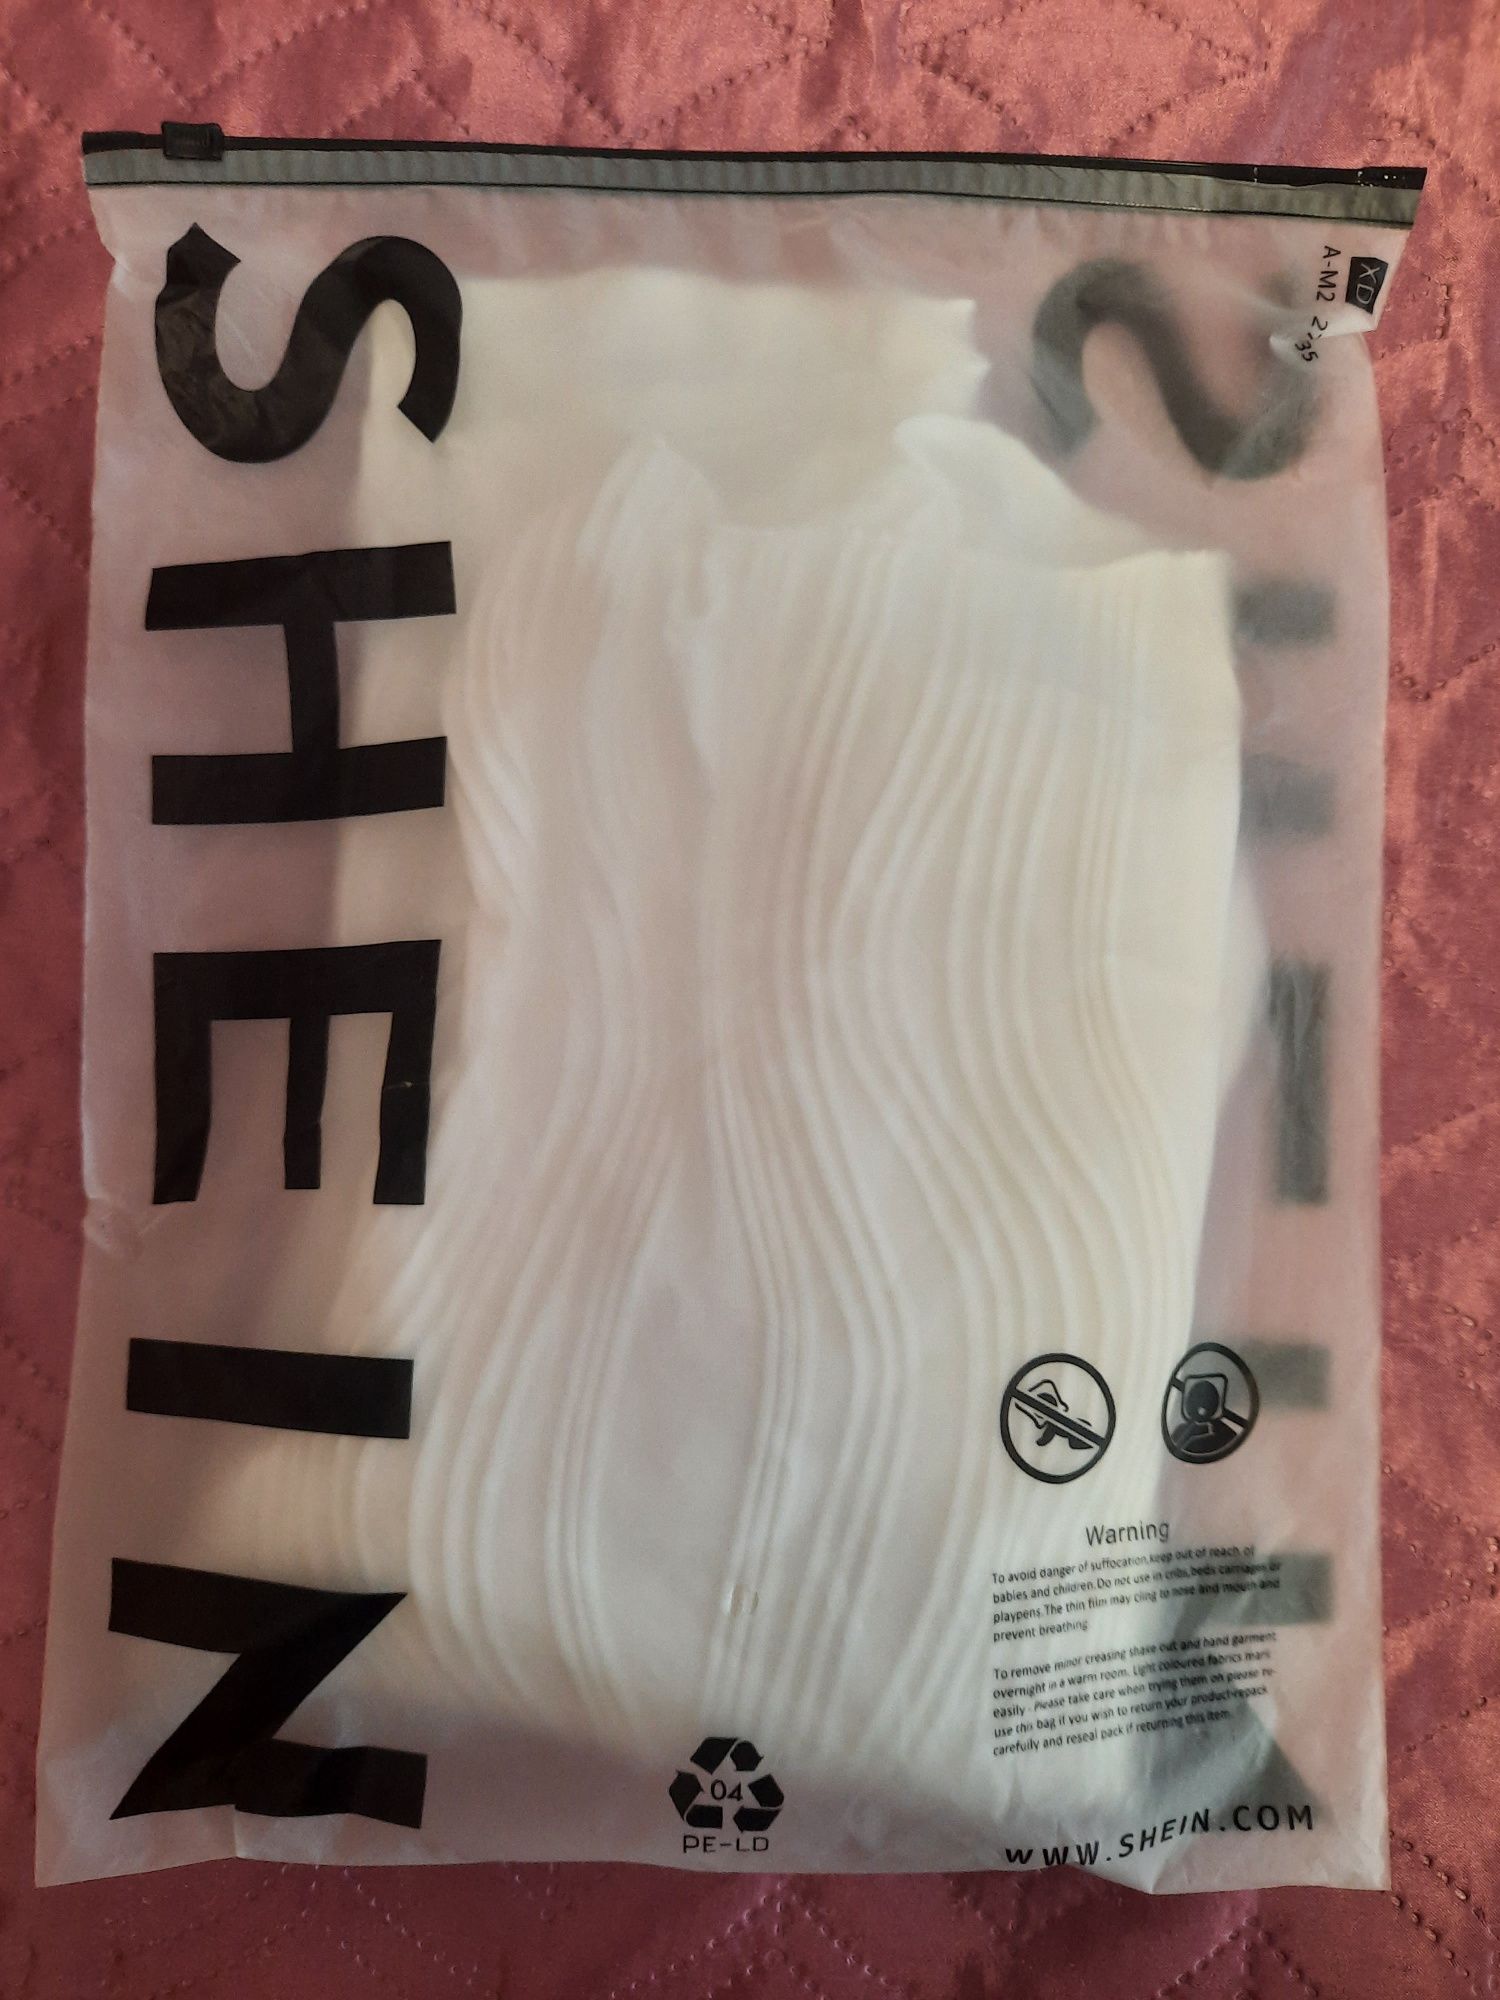 SHEIN
XD
A-M2
Warning
To avoid danger of suffocation,keep out of reach of
babies and children.Do not use in cribs,beds carriages or
playpens.The thin film may cling to nose and mouth and
prevent breathing
To remove minor creasing shake out and hand garment
overnight in a warm room. Light coloured fabrics mark
easily - Please take care when trying them on please re-
use this bag if you wish to return your product-repack
carefully and reseal pack if returning this item.
04
PE-LD
WWW.SHEIN.COM